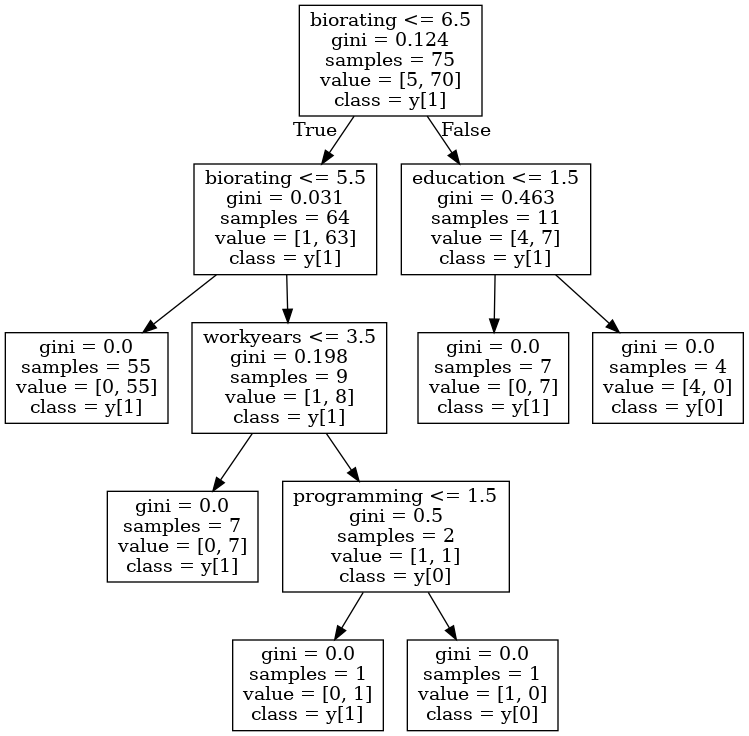 biorating <= 6.5
gini = 0.124
samples = 75
value = [5, 70]
class = y[1]
True
False
biorating <= 5.5
gini = 0.031
samples = 64
value = [1, 63]
class = y[1]
education <= 1.5
gini = 0.463
samples = 11
value = [4, 7]
class = y[1]
gini = 0.0
samples = 55
value = [0, 55]
class = y[1]
workyears <= 3.5
gini = 0.198
samples = 9
value = [1, 8]
class = y[1]
gini = 0.0
samples = 7
value = [0, 7]
class = y[1]
gini = 0.0
samples = 4
value = [4, 0]
class = y[0]
gini = 0.0
samples = 7
value = [0, 7]
class = y[1]
programming <= 1.5
gini = 0.5
samples = 2
value = [1, 1]
class = y[0]
gini = 0.0
samples = 1
value = [0, 1]
class = y[1]
gini = 0.0
samples = 1
value = [1, 0]
class = y[0]